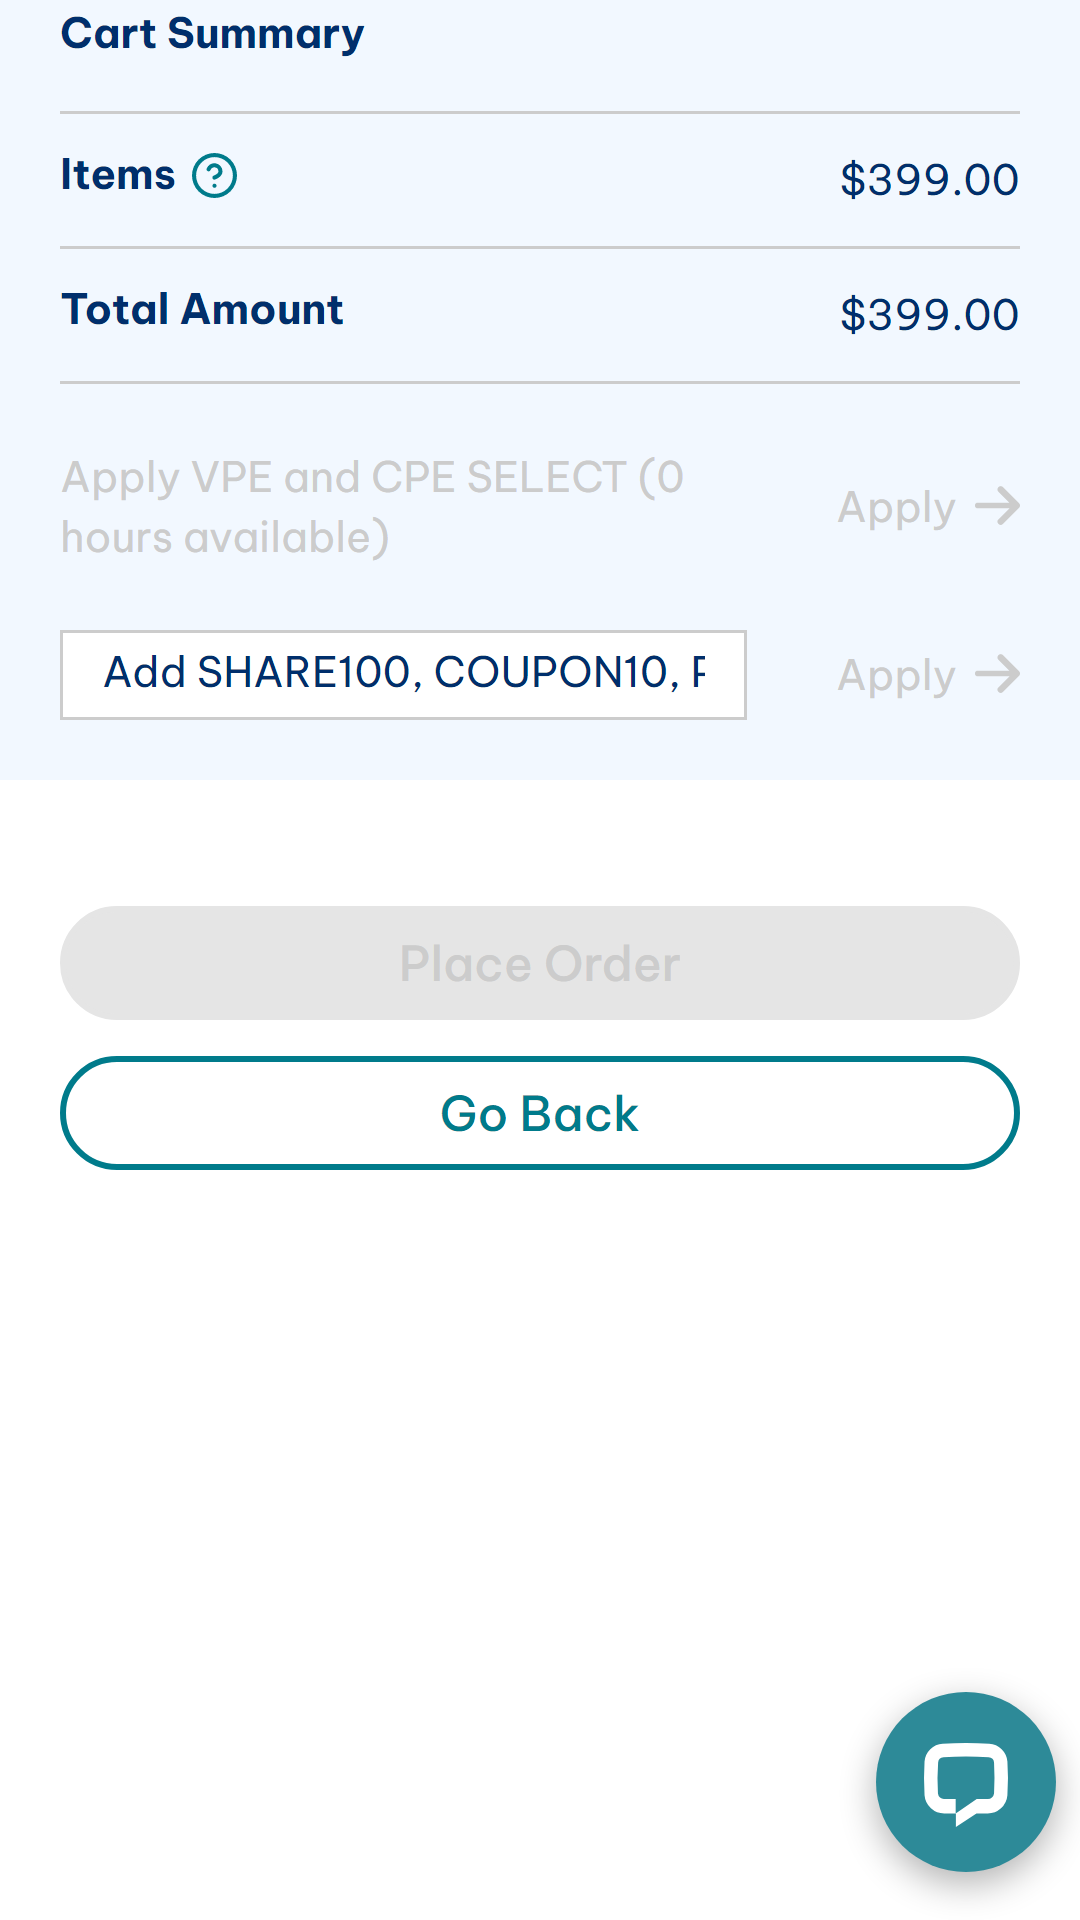 Cart Summary
Items
$399.00
Total Amount
$399.00
Apply VPE and CPE SELECT (0
hours available)
Apply
Add SHARE100, COUPON10,
Apply
Place Order
Go Back